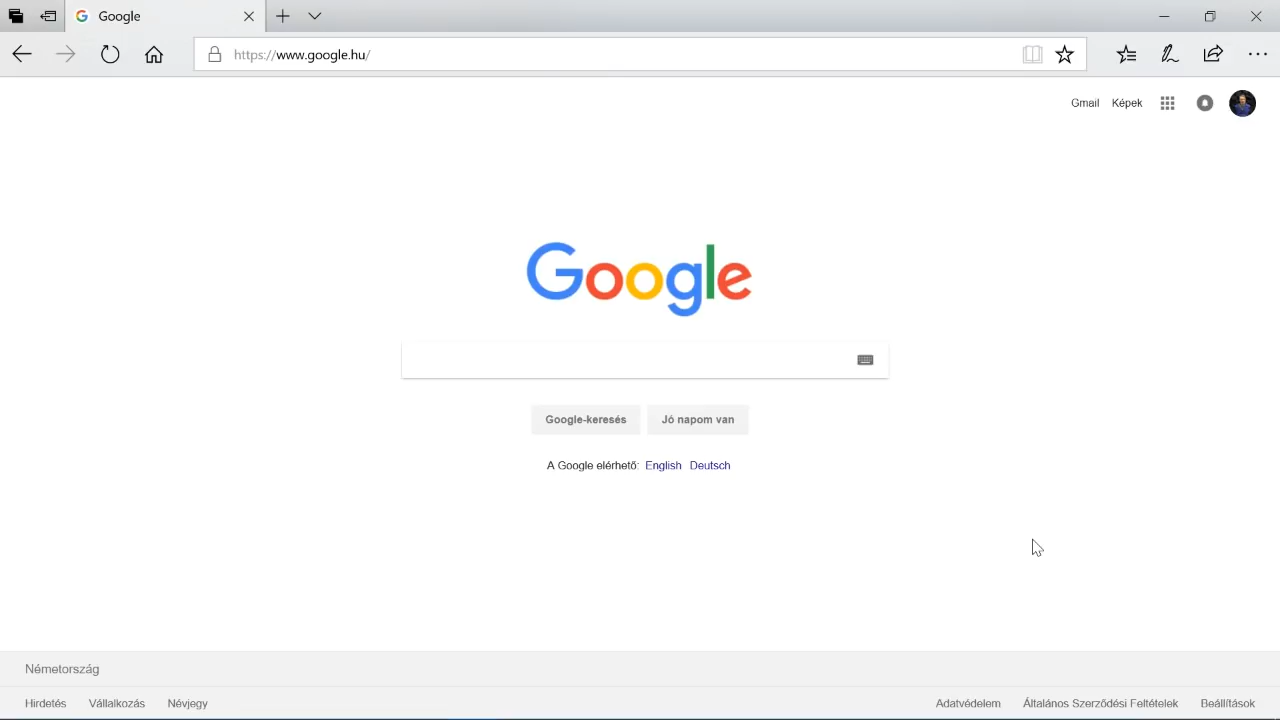 Google
https://www.google.hu/
Gmail Képek
Google
Google-keresés Jó napom van
A Google elérhető: English Deutsch
Németország
Hirdetés Vállalkozás Névjegy Adatvédelem Általános Szerződési Feltételek Beállítások